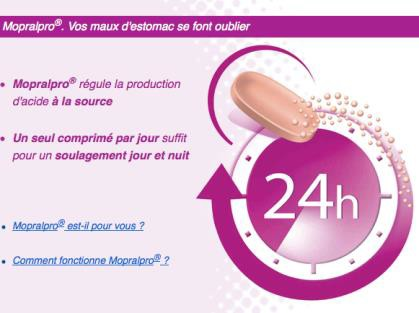 Mopralpro®. Vos maux d'estomac se font oublier
• Mopralpro® régule la production
d'acide à la source
• Un seul comprimé par jour suffit
pour un soulagement jour et nuit
24h
• Mopralpro® est-il pour vous ?
• Comment fonctionne Mopralpro® ?